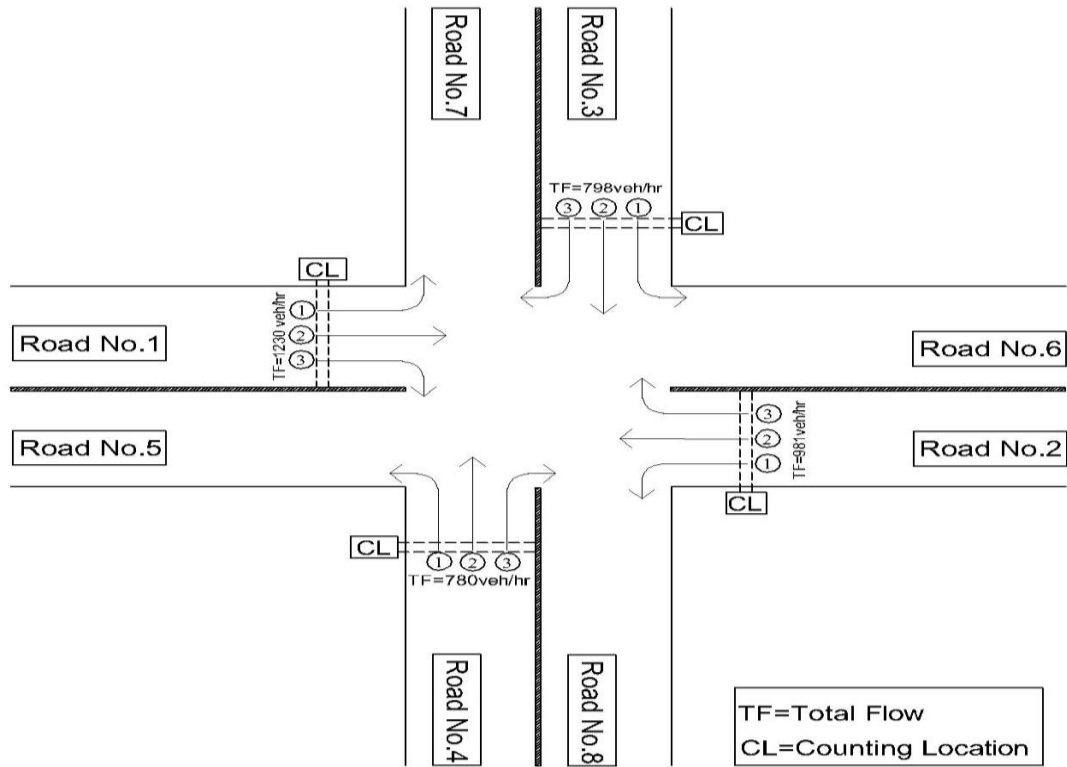 Road No.7
Road No.3
TF=798veh/hr
3
2
1
CL
CL
1
2
3
TF=1230 veh/hr
Road No.1
Road No.6
3
2
1
TF=981veh/hr
Road No.5
Road No.2
CL
CL
1
2
3
TF=780veh/hr
Road No.4
Road No.8
TF=Total Flow
CL=Counting Location